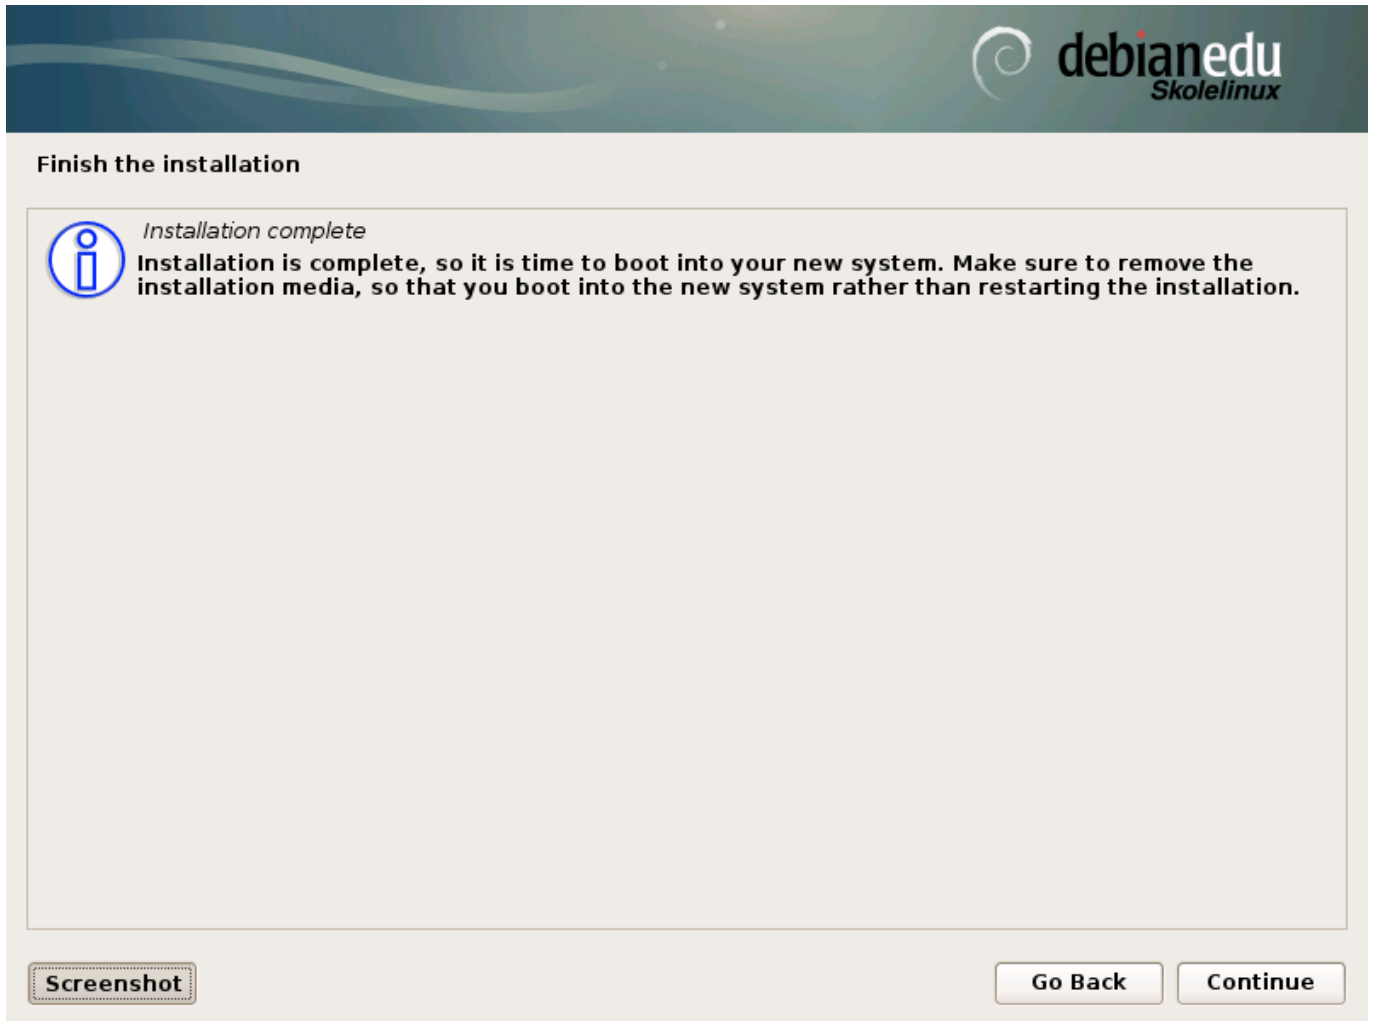 debianedu
Skolelinux
Finish the installation
Installation complete
Installation is complete, so it is time to boot into your new system. Make sure to remove the
installation media, so that you boot into the new system rather than restarting the installation.
Screenshot
Go Back
Continue